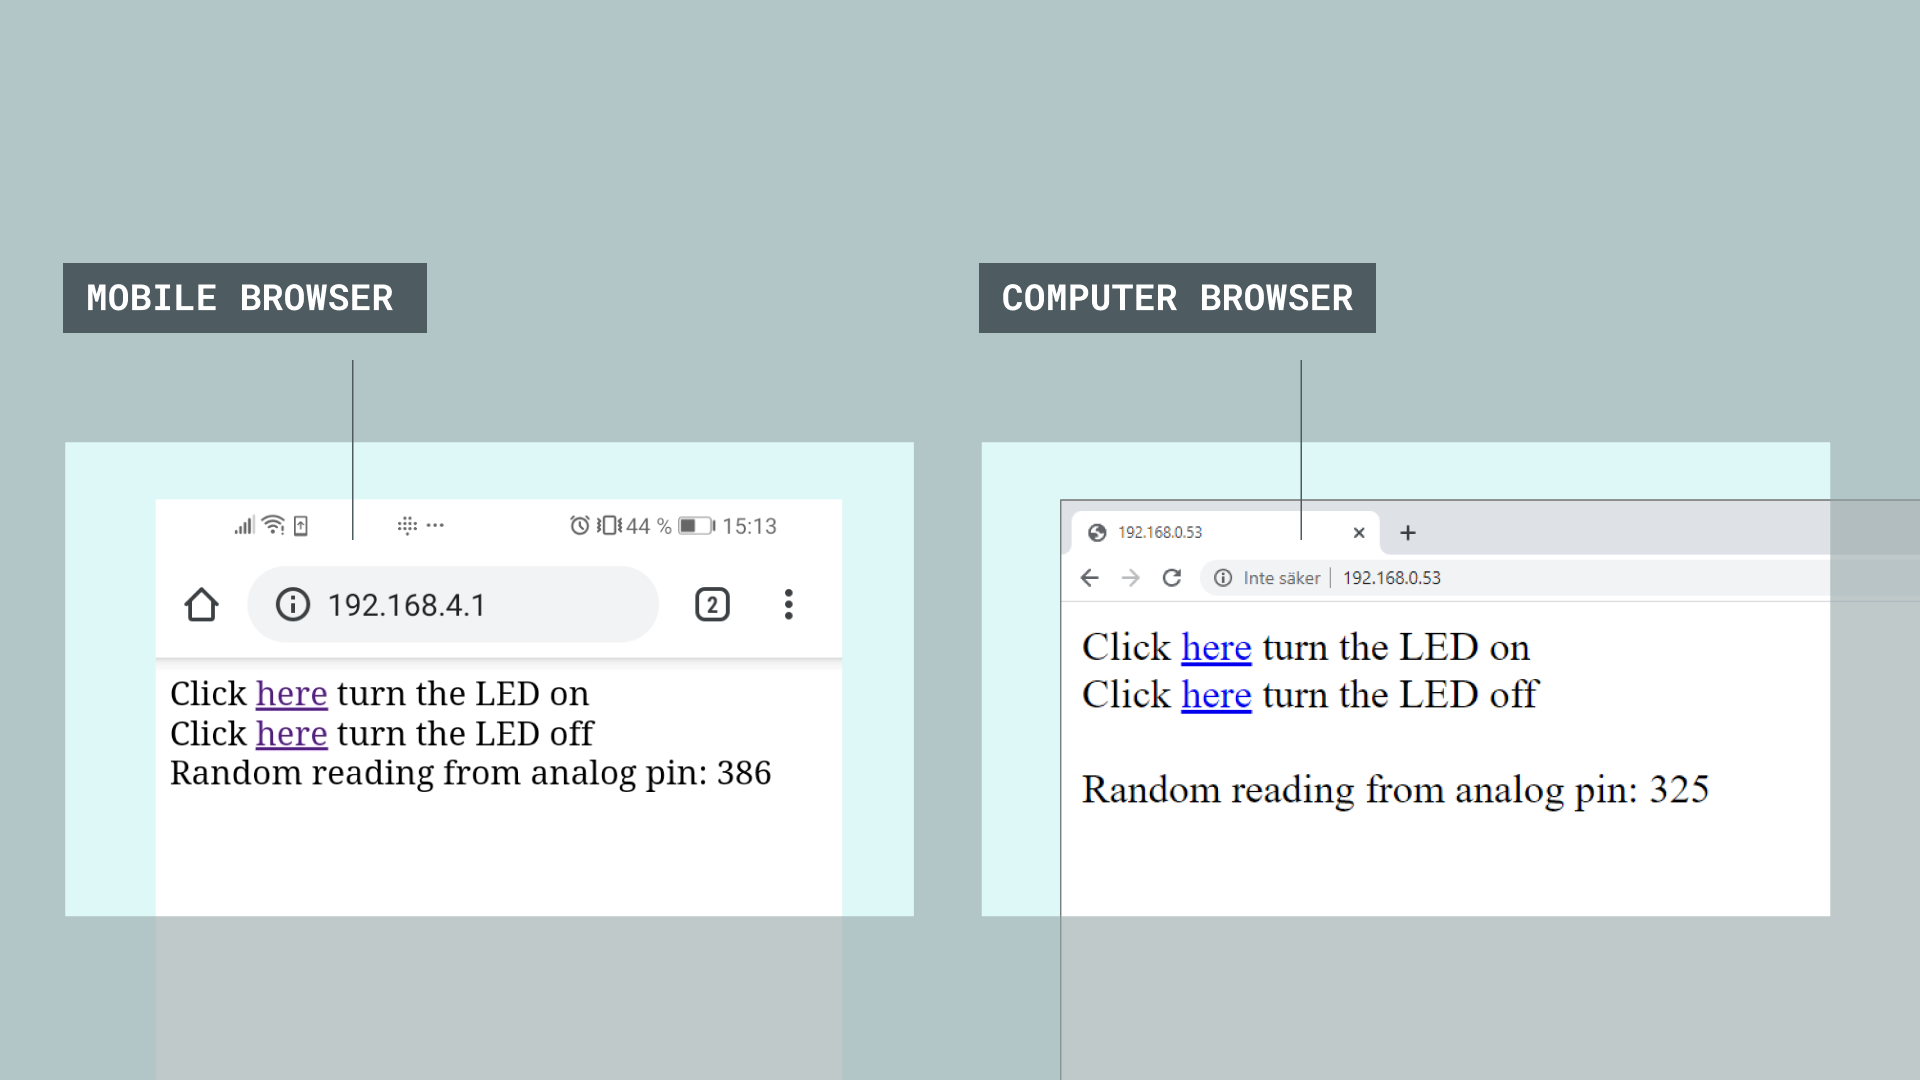 MOBILE BROWSER
44 % 15:13
192.168.4.1
2
Click here turn the LED on
Click here turn the LED off
Random reading from analog pin: 386
COMPUTER BROWSER
192.168.0.53
Inte säker 192.168.0.53
Click here turn the LED on
Click here turn the LED off
Random reading from analog pin: 325